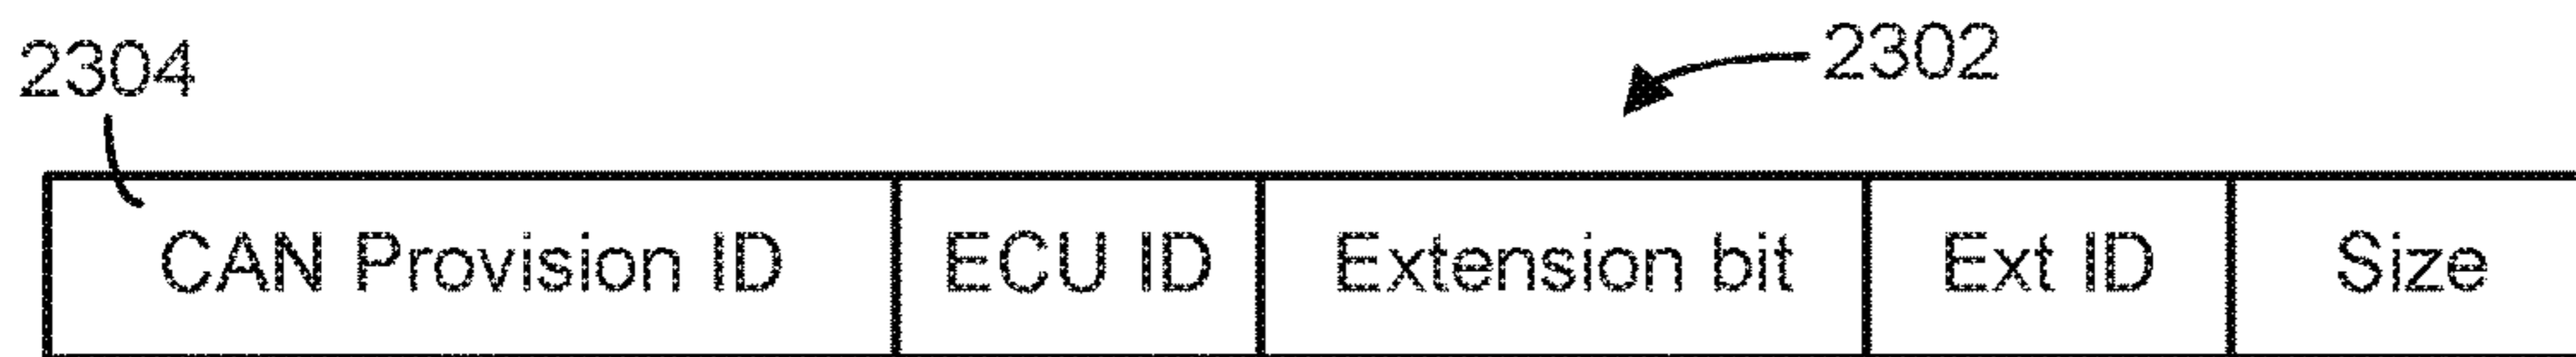 2304
2302
CAN Provision ID ECU ID Extension bit Ext ID Size